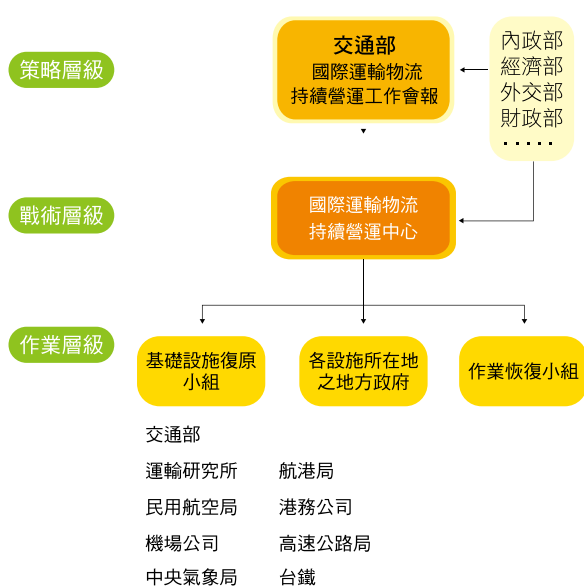 策略層級
交通部
國際運輸物流
持續營運工作會報
內政部
經濟部
外交部
財政部
• • • • •
戰術層級
國際運輸物流
持續營運中心
作業層級
基礎設施復原
小組
各設施所在地
之地方政府
作業恢復小組
交通部
運輸研究所 航港局
民用航空局 港務公司
機場公司 高速公路局
中央氣象局 台鐵